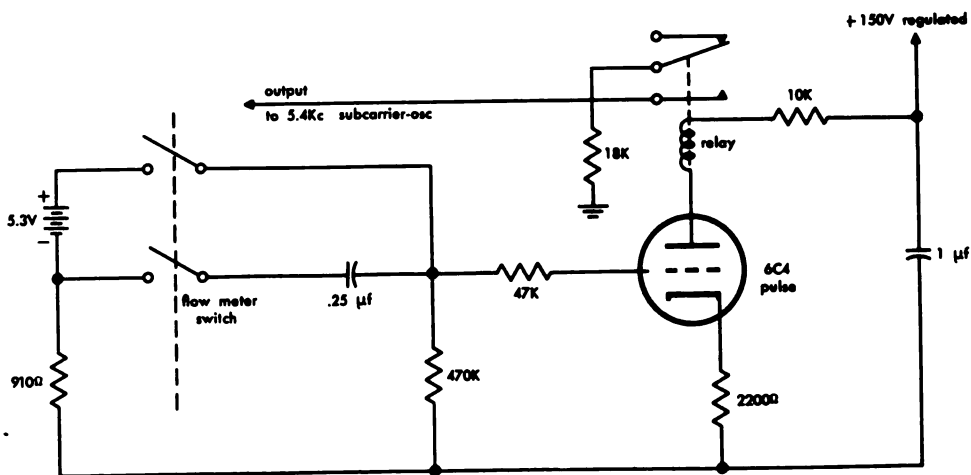 +150V regulated
output
to 5.4Kc subcarrier-osc
10K
relay
18K
+
5.3V
−
6C4
pulse
1 μf
47K
.25 μf
flow meter
switch
910Ω
470K
2200Ω